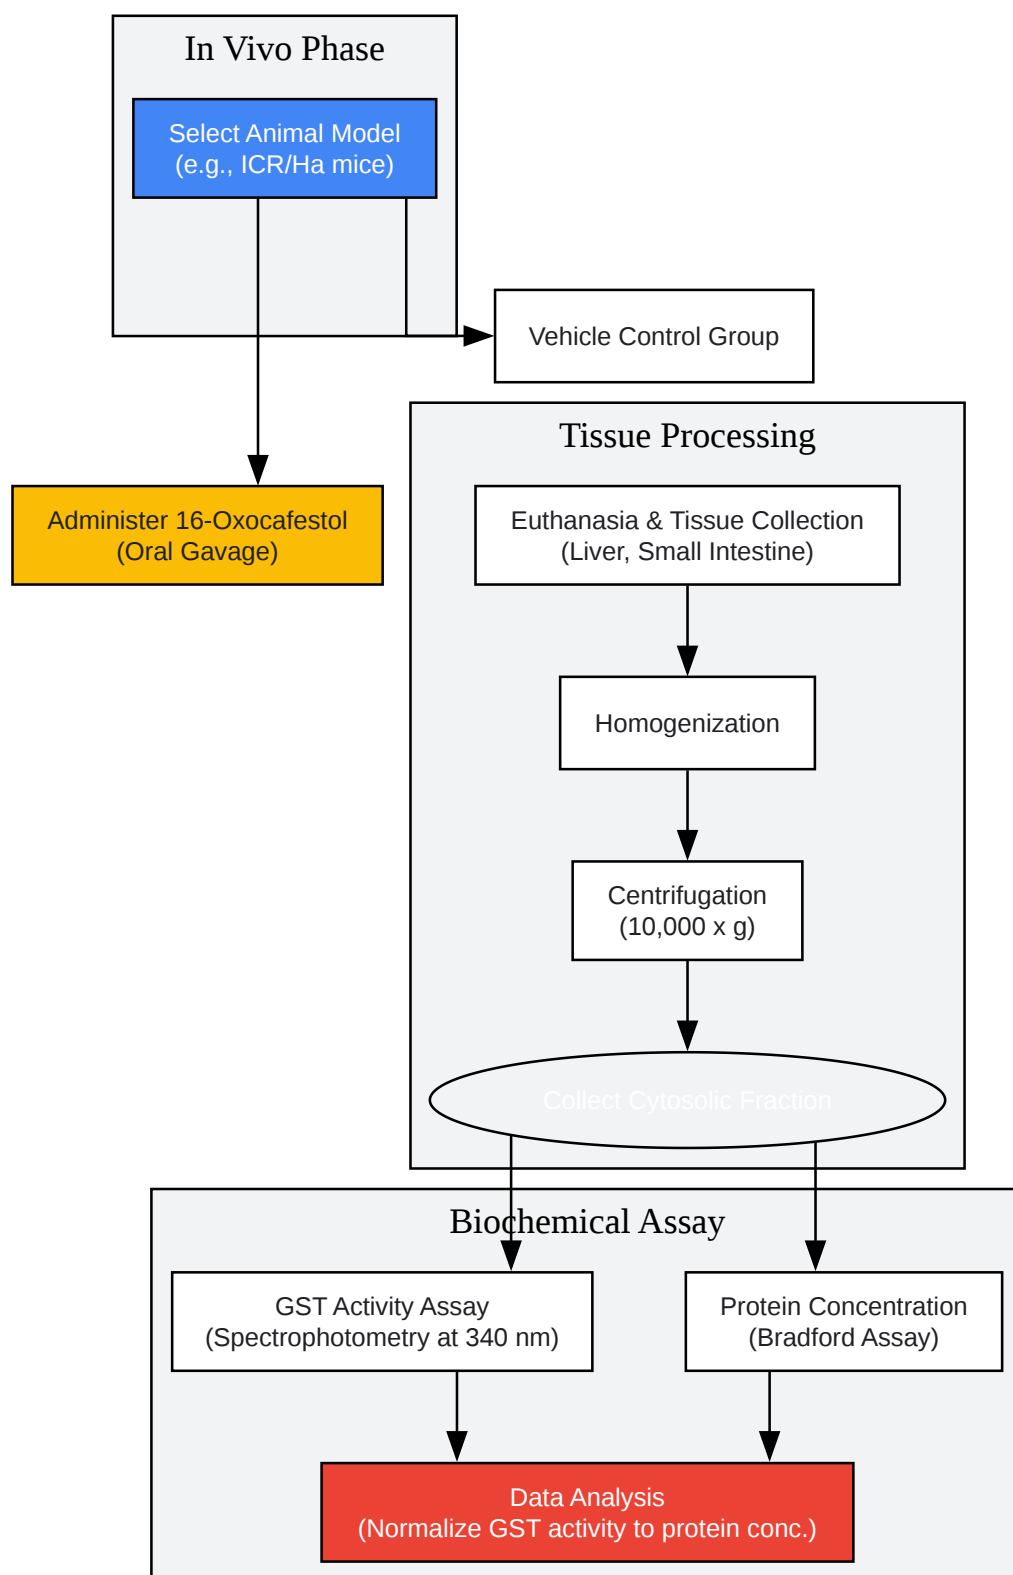 In Vivo Phase
Select Animal Model
(e.g., ICR/Ha mice)
Vehicle Control Group
Tissue Processing
Administer 16-Oxocafestol
(Oral Gavage)
Euthanasia & Tissue Collection
(Liver, Small Intestine)
Homogenization
Centrifugation
(10,000 x g)
Collect Cytosolic Fraction
Biochemical Assay
GST Activity Assay
(Spectrophotometry at 340 nm)
Protein Concentration
(Bradford Assay)
Data Analysis
(Normalize GST activity to protein conc.)